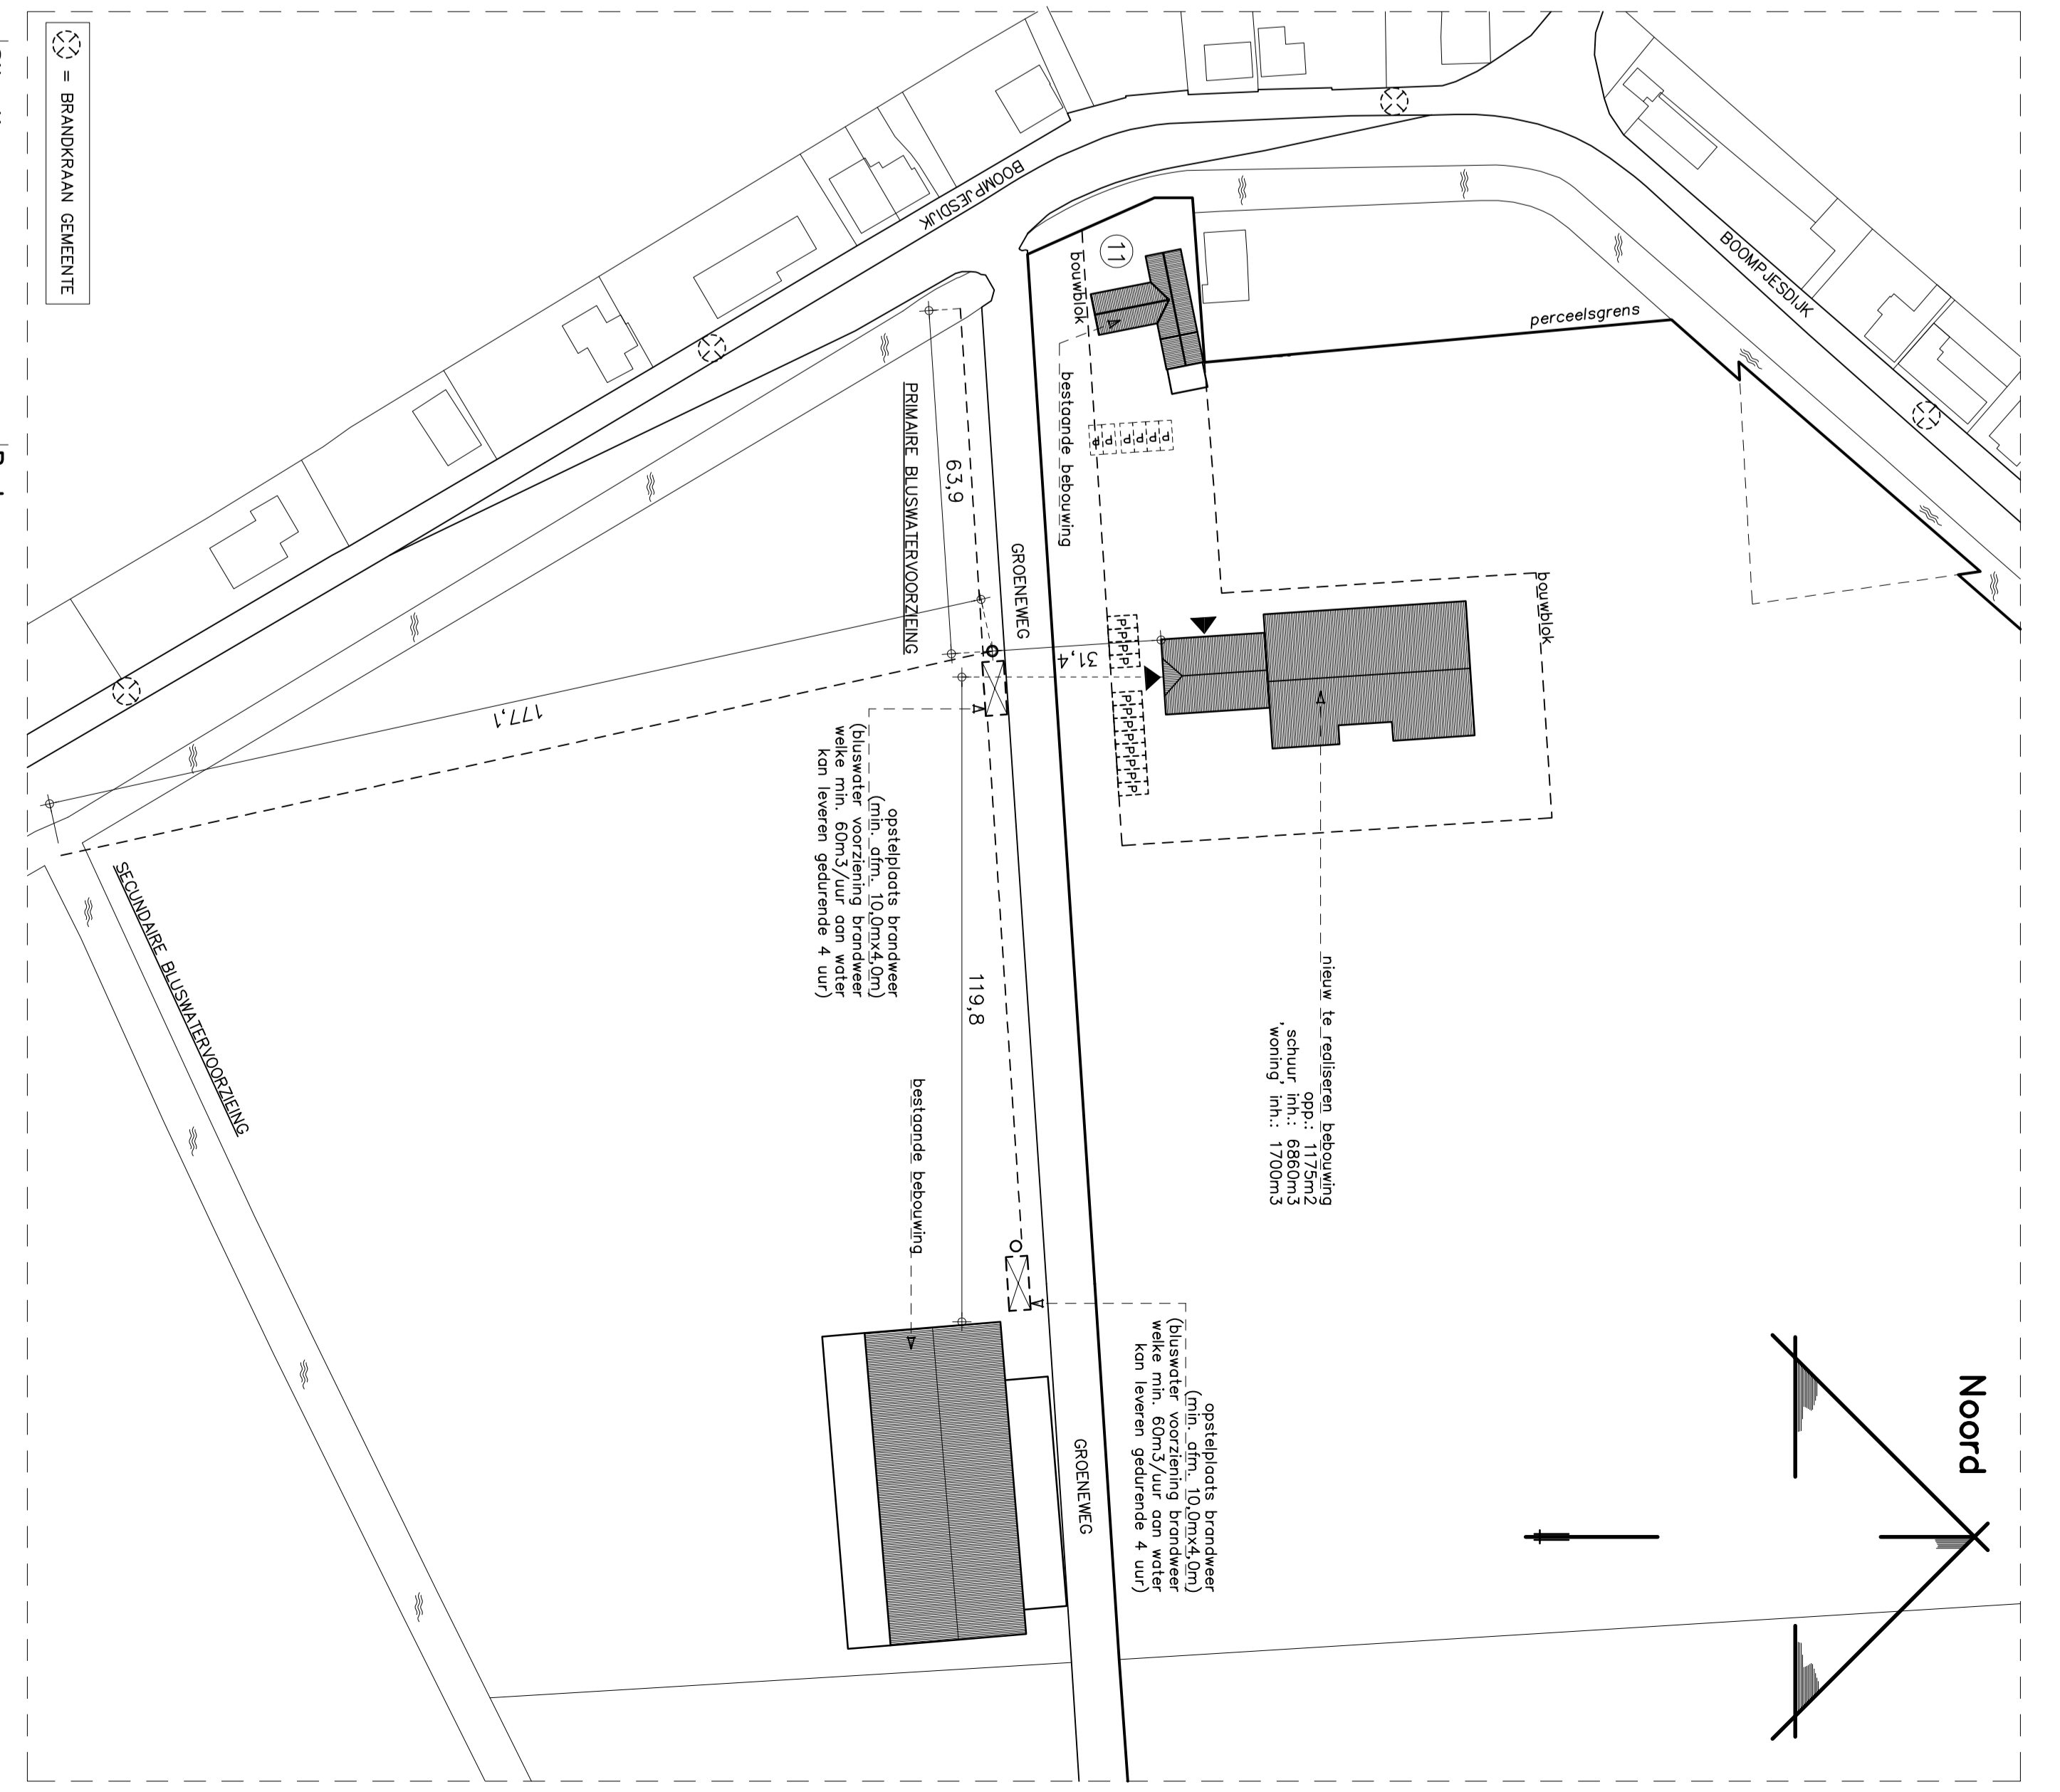 Noord
BOOMPJESDIJK
perceelsgrens
bouwblok
nieuw te realiseren bebouwing
opp.: 1175m2
schuur inh.: 6860m3
'woning' inh.: 1700m3
11
bouwblok
bestaande bebouwing
P
P
P
P
P
P
P P P P
P P P P P P P P
31,4
opstelplaats brandweer
(min. afm. 10,0mx4,0m)
(bluswater voorziening brandweer
welke min. 60m3/uur aan water
kan leveren gedurende 4 uur)
GROENEWEG
GROENEWEG
BOOMPJESDIJK
63,9
119,8
PRIMAIRE BLUSWATERVOORZIEING
bestaande bebouwing
opstelplaats brandweer
(min. afm. 10,0mx4,0m)
(bluswater voorziening brandweer
welke min. 60m3/uur aan water
kan leveren gedurende 4 uur)
177,1
SECUNDAIRE BLUSWATERVOORZIEING
= BRANDKRAAN GEMEENTE